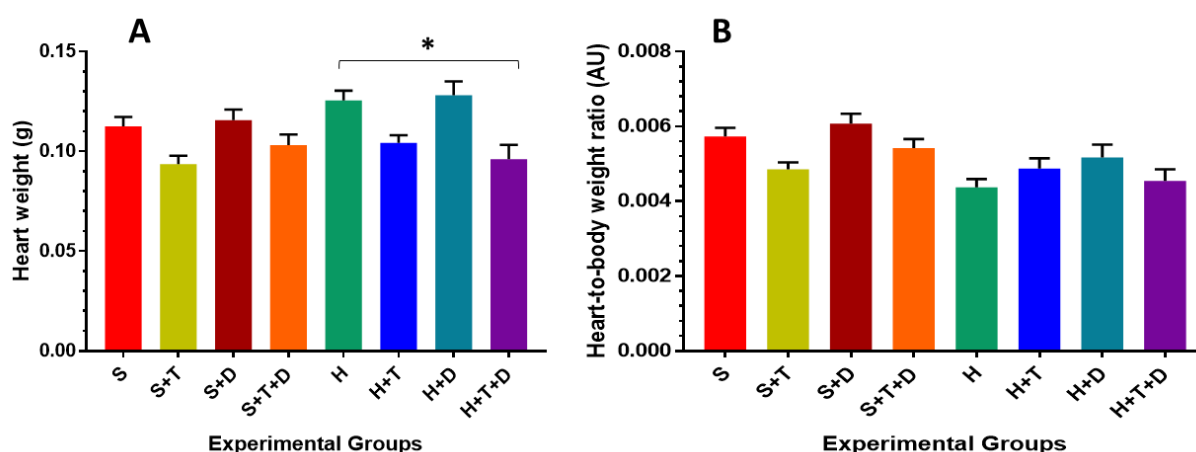 A
*
Heart weight (g)
0.15
0.10
0.05
0.00
S
S+T
S+D
S+T+D
H
H+T
H+D
H+T+D
Experimental Groups
B
Heart-to-body weight ratio (AU)
0.008
0.006
0.004
0.002
0.000
S
S+T
S+D
S+T+D
H
H+T
H+D
H+T+D
Experimental Groups